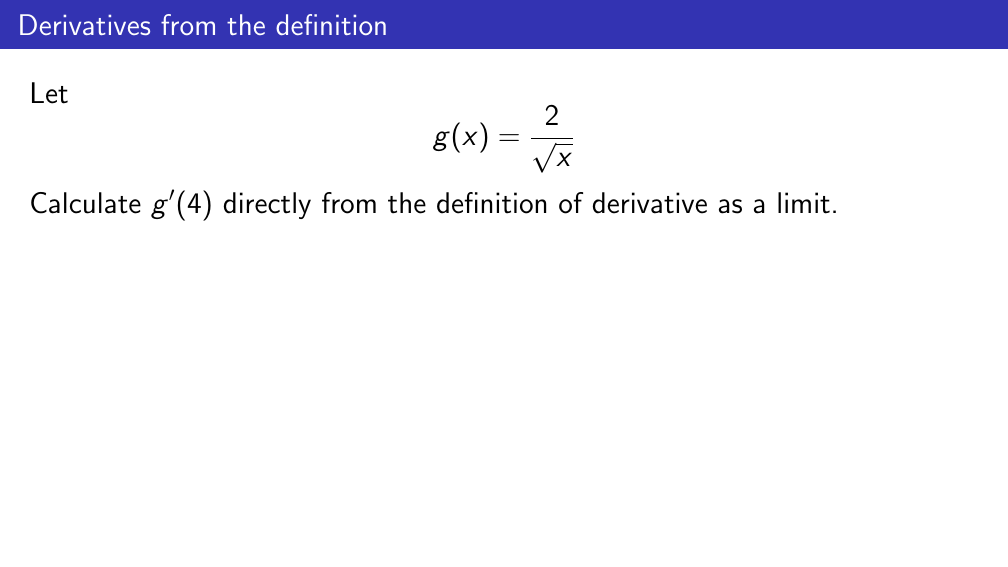 Derivatives from the definition
Let
g(x) = 2/√x
Calculate g′(4) directly from the definition of derivative as a limit.